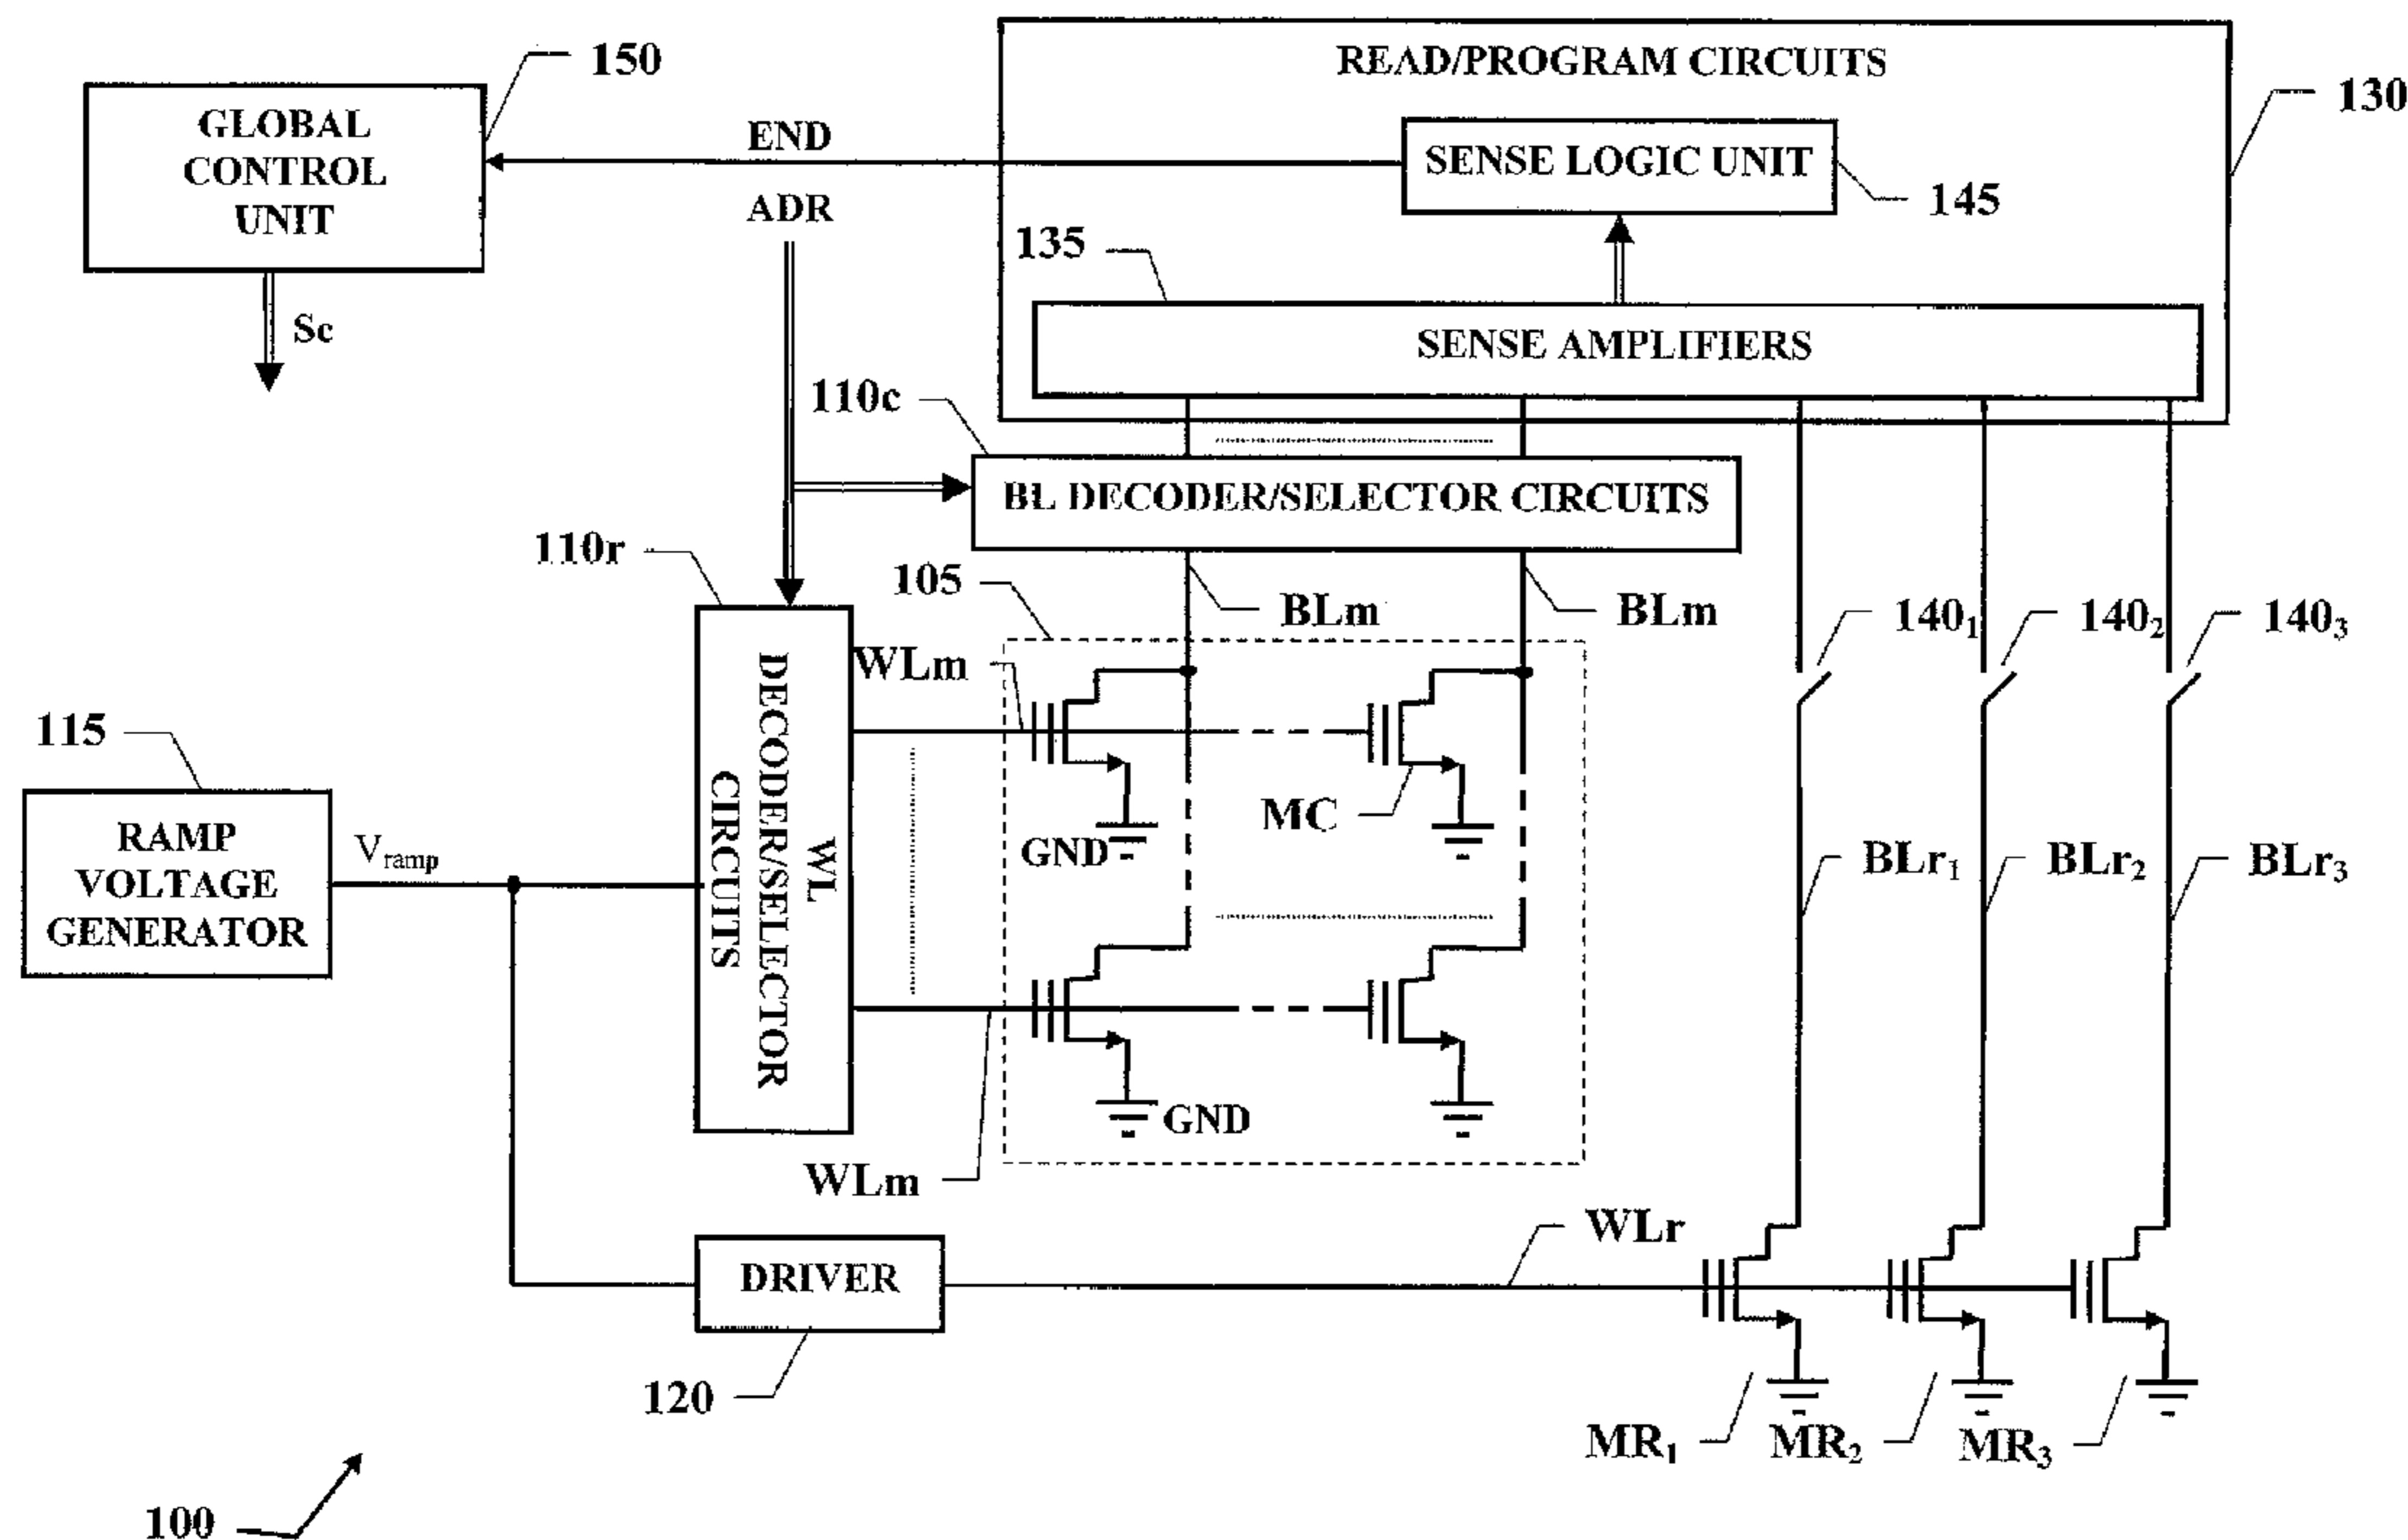 READ/PROGRAM CIRCUITS
150
130
GLOBAL
CONTROL
UNIT
END
SENSE LOGIC UNIT
145
ADR
135
Sc
SENSE AMPLIFIERS
110c
BL DECODER/SELECTOR CIRCUITS
110r
105
BLm
BLm
140₁
140₂
140₃
WLm
WL
DECODER/SELECTOR
CIRCUITS
115
RAMP
VOLTAGE
GENERATOR
Vramp
MC
GND
BLr₁
BLr₂
BLr₃
GND
WLm
WLr
DRIVER
120
MR₁
MR₂
MR₃
100